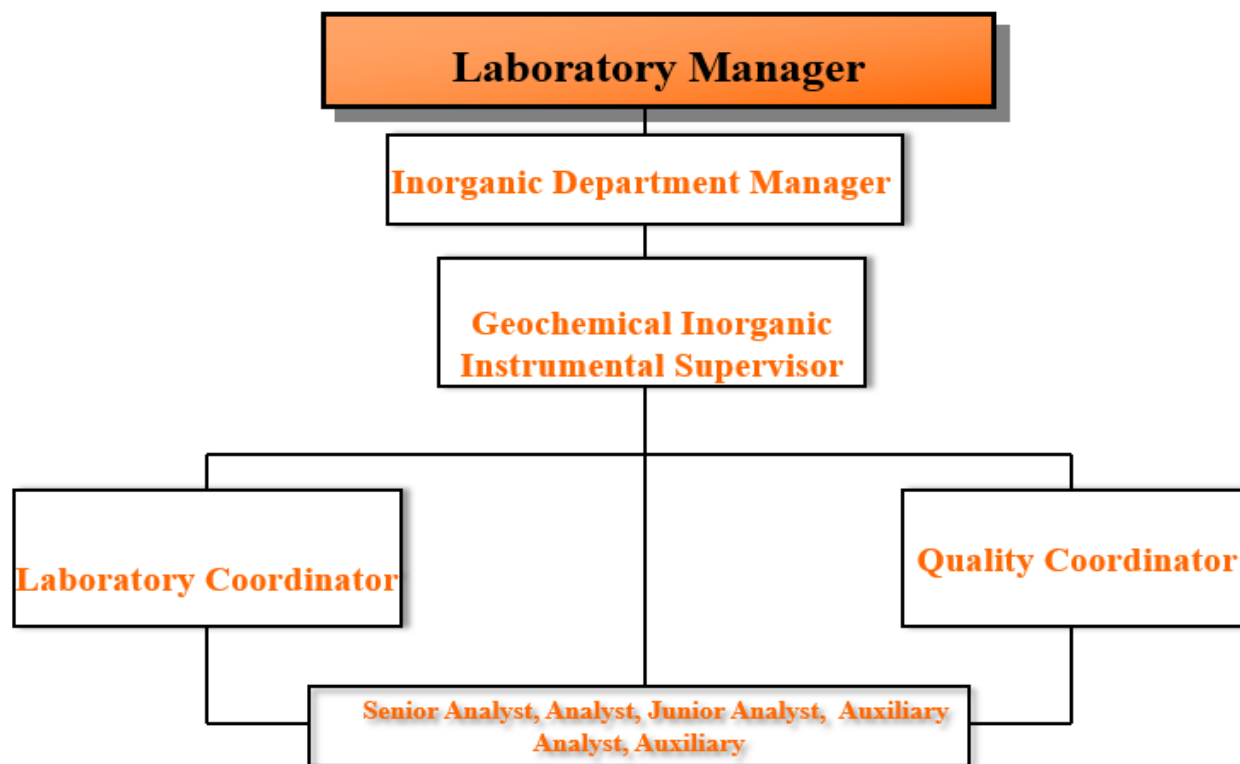 Laboratory Manager
Inorganic Department Manager
Geochemical Inorganic
Instrumental Supervisor
Laboratory Coordinator
Quality Coordinator
Senior Analyst, Analyst, Junior Analyst, Auxiliary
Analyst, Auxiliary